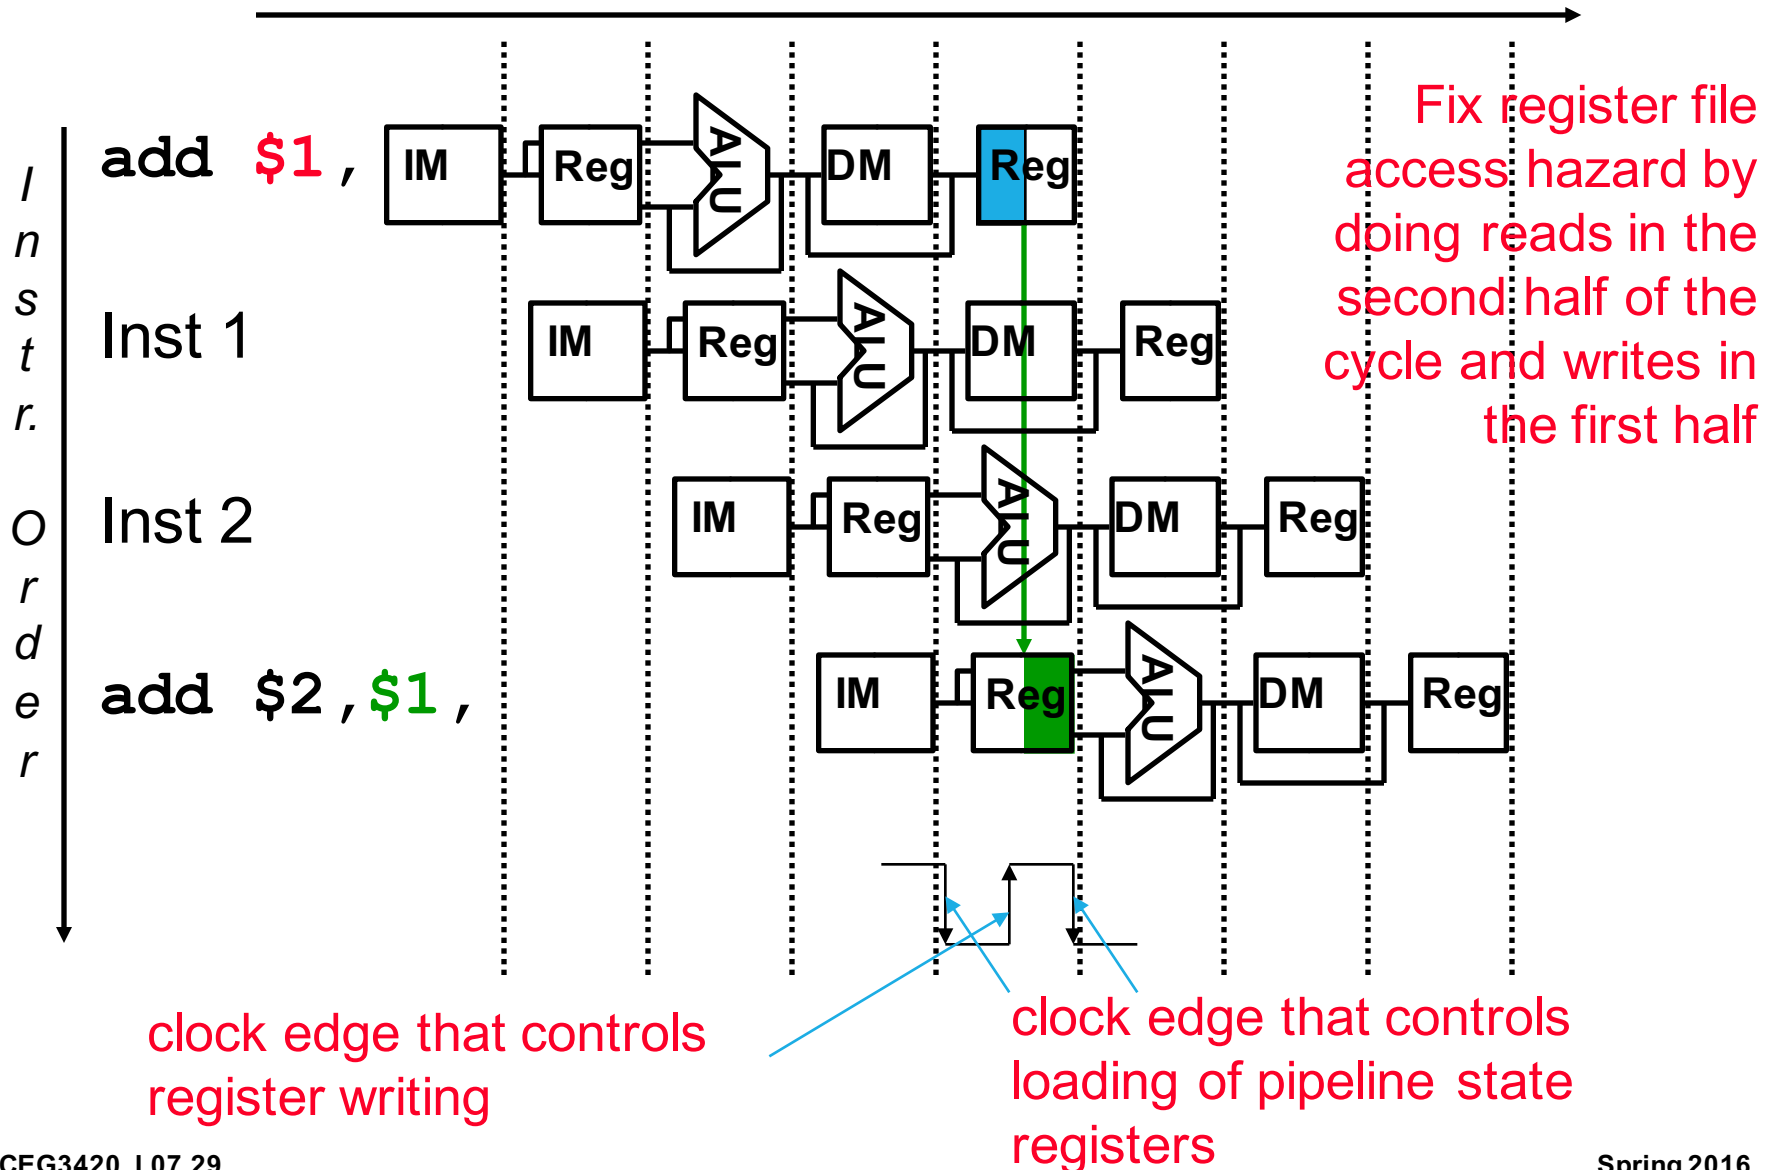 Instr. Order
add $1,
IM Reg ALU DM Reg
Fix register file
access hazard by
doing reads in the
second half of the
cycle and writes in
the first half
Inst 1
IM Reg ALU DM Reg
Inst 2
IM Reg ALU DM Reg
add $2,$1,
IM Reg ALU DM Reg
clock edge that controls
register writing
clock edge that controls
loading of pipeline state
registers
CEG3420 L07.29
Spring 2016